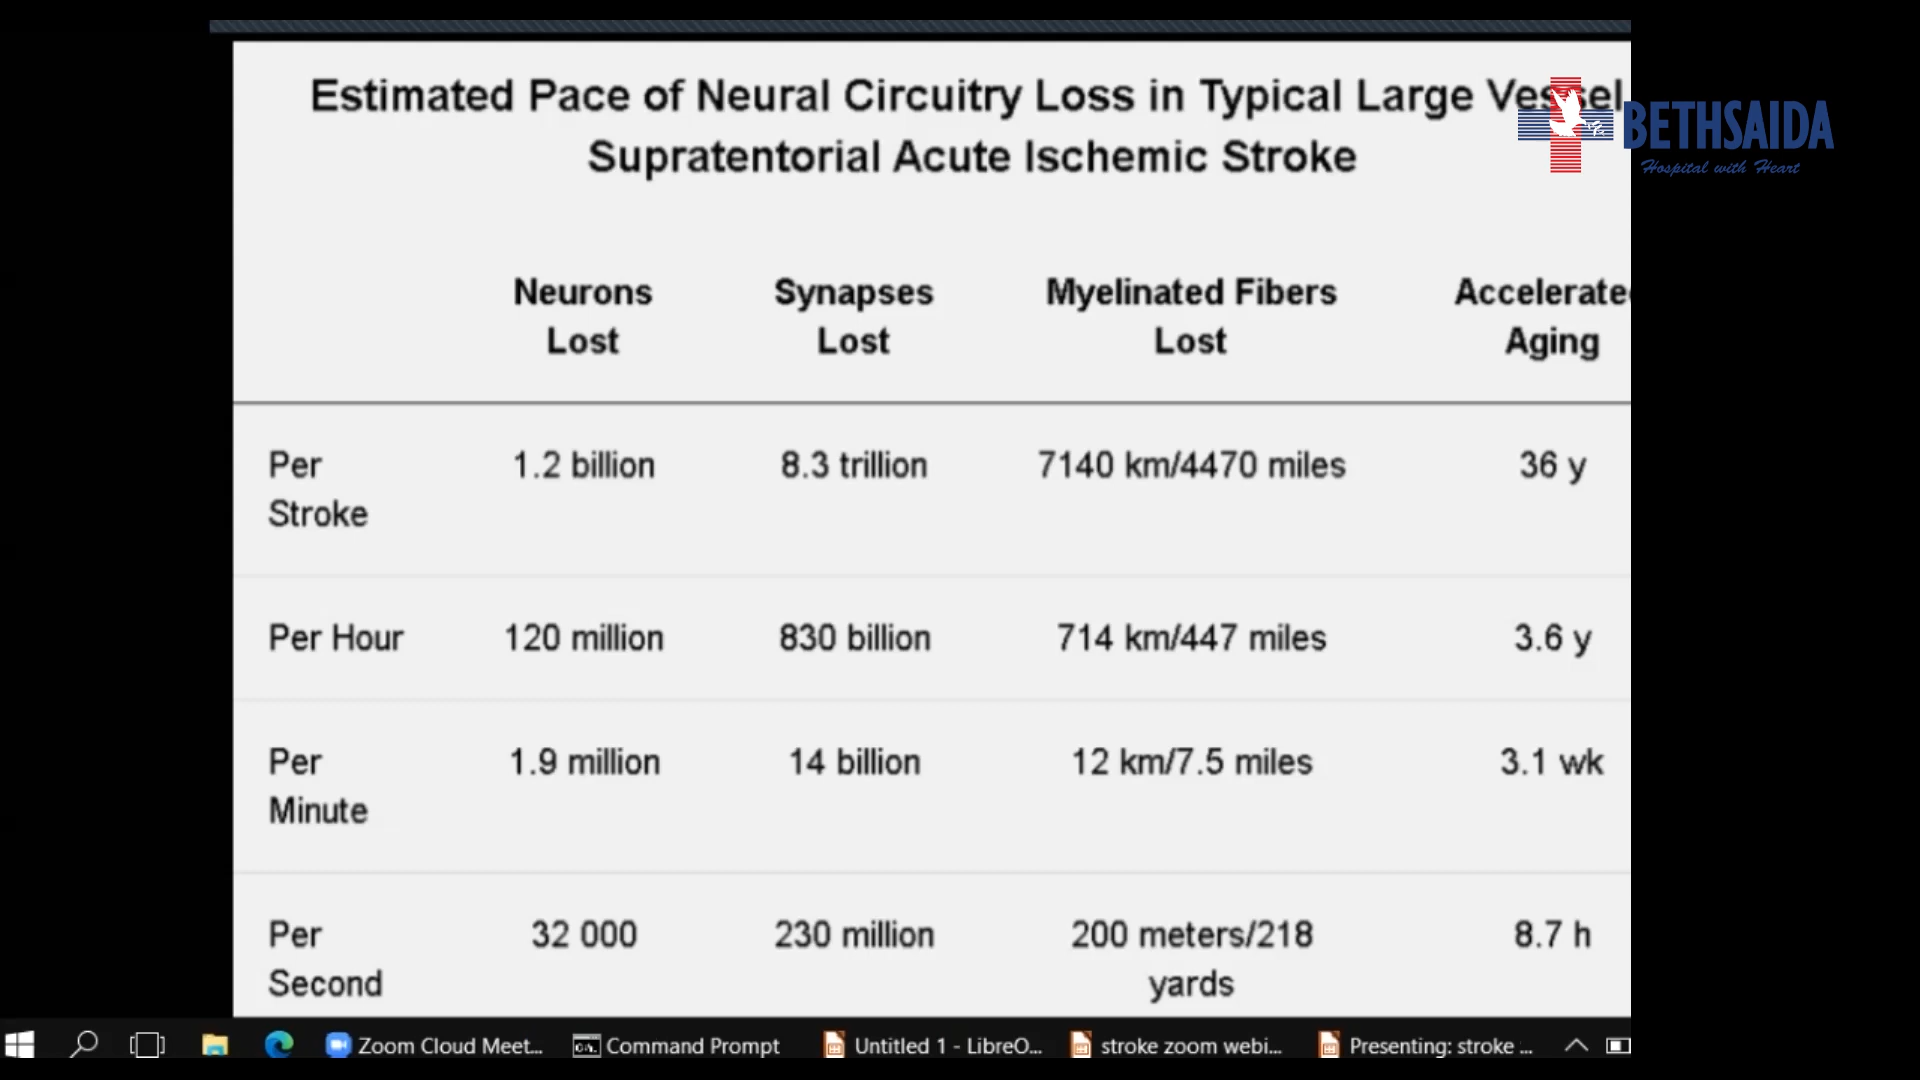 Estimated Pace of Neural Circuitry Loss in Typical Large Vessel
Supratentorial Acute Ischemic Stroke
BETHSAIDA
Hospital with Heart
Neurons Lost
Synapses Lost
Myelinated Fibers Lost
Accelerate Aging
Per Stroke
1.2 billion
8.3 trillion
7140 km/4470 miles
36 y
Per Hour
120 million
830 billion
714 km/447 miles
3.6 y
Per Minute
1.9 million
14 billion
12 km/7.5 miles
3.1 wk
Per Second
32 000
230 million
200 meters/218 yards
8.7 h
Zoom Cloud Meet...
Command Prompt
Untitled 1 - LibreO...
stroke zoom webi...
Presenting: stroke ...